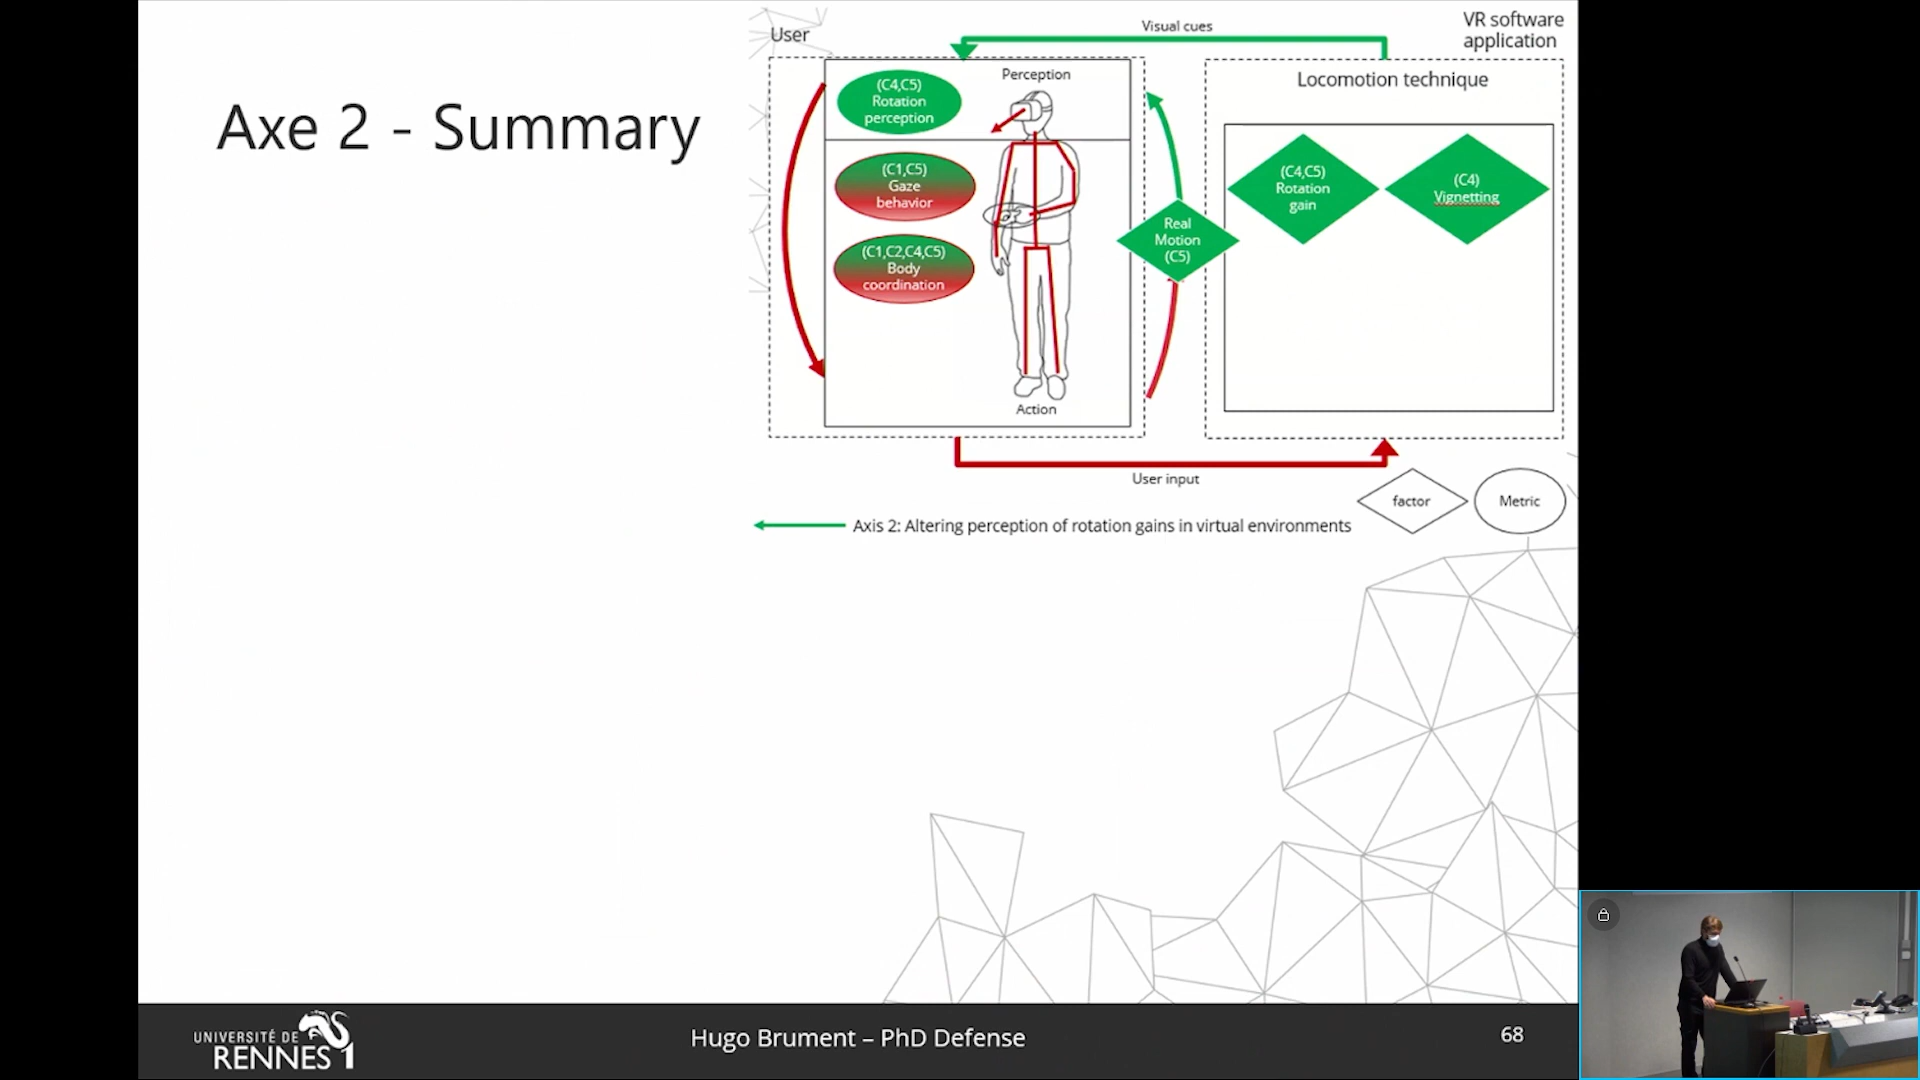 Axe 2 - Summary
User
Visual cues
VR software
application
Perception
(C4,C5)
Rotation
perception
(C1,C5)
Gaze
behavior
(C1,C2,C4,C5)
Body
coordination
Action
Real
Motion
(C5)
Locomotion technique
(C4,C5)
Rotation
gain
(C4)
Vignetting
User input
factor
Metric
Axis 2: Altering perception of rotation gains in virtual environments
UNIVERSITÉ DE
RENNES 1
Hugo Brument – PhD Defense
68